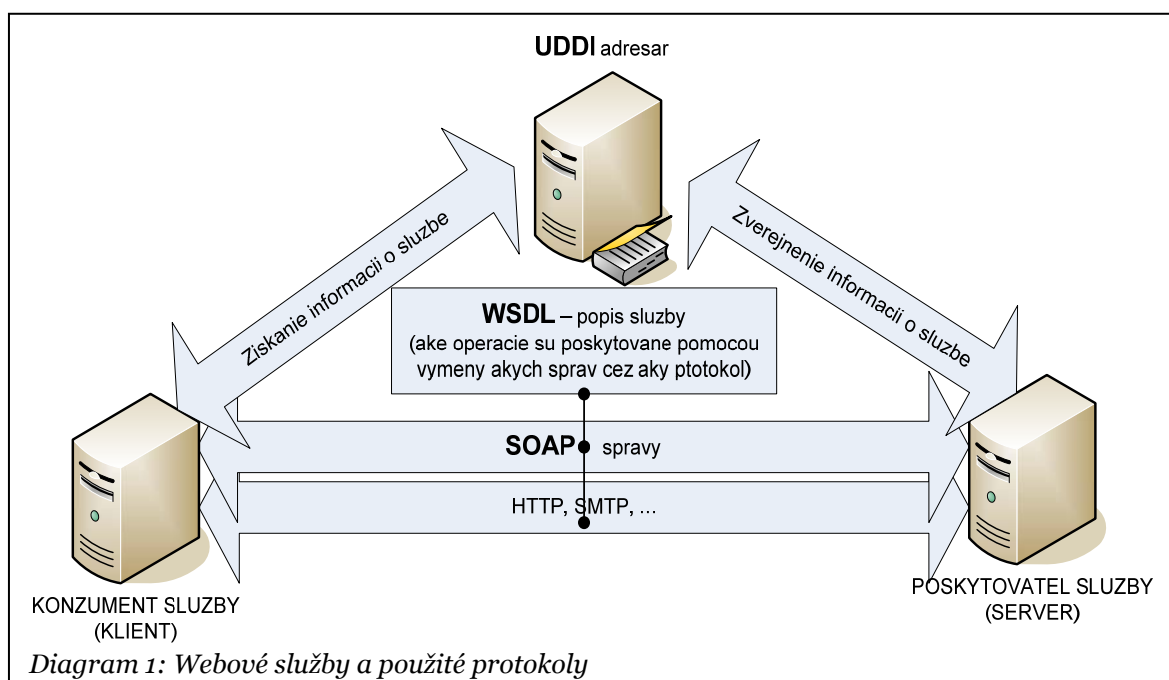 UDDI adresar
Ziskanie informacii o sluzbe
Zverejnenie informacii o sluzbe
WSDL – popis sluzby
(ake operacie su poskytovane pomocou
vymeny akych sprav cez aky ptotokol)
SOAP spravy
HTTP, SMTP, ...
KONZUMENT SLUZBY
(KLIENT)
POSKYTOVATEL SLUZBY
(SERVER)
Diagram 1: Webové služby a použité protokoly